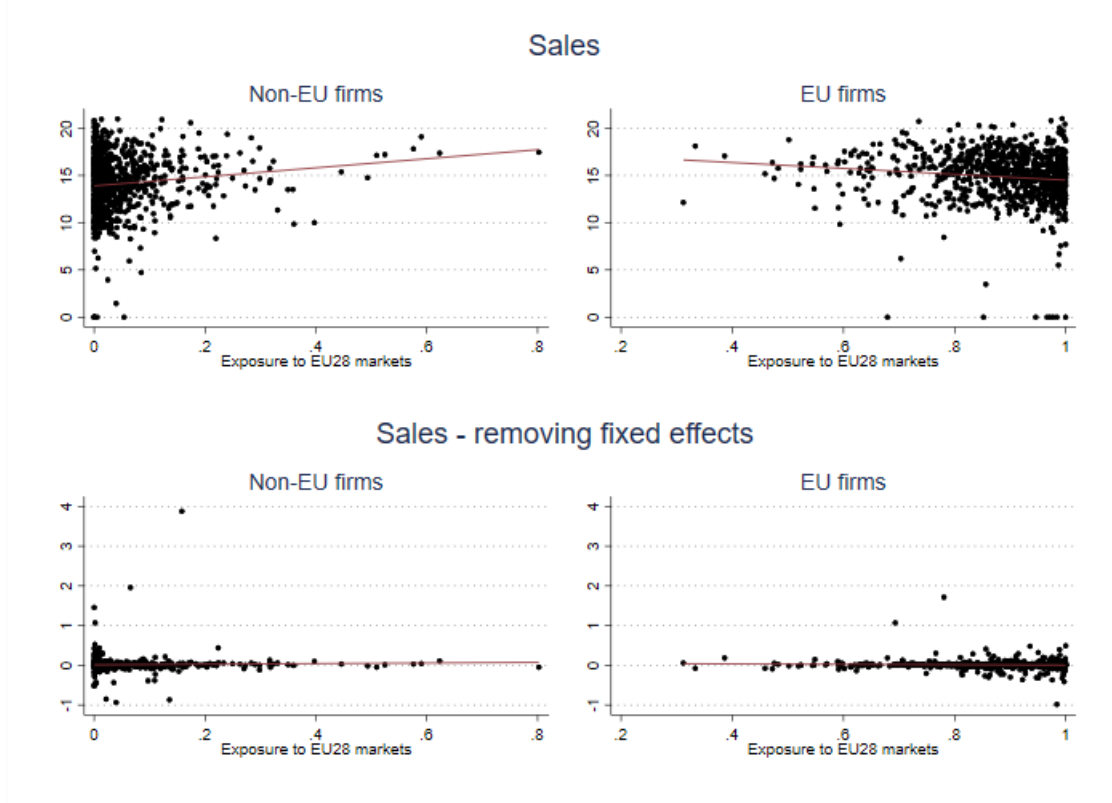 Sales
Non-EU firms
EU firms
20
15
10
5
0
0 .2 .4 .6 .8
Exposure to EU28 markets
20
15
10
5
0
.2 .4 .6 .8 1
Exposure to EU28 markets
Sales - removing fixed effects
Non-EU firms
EU firms
4
3
2
1
0
-1
0 .2 .4 .6 .8
Exposure to EU28 markets
4
3
2
1
0
-1
.2 .4 .6 .8 1
Exposure to EU28 markets